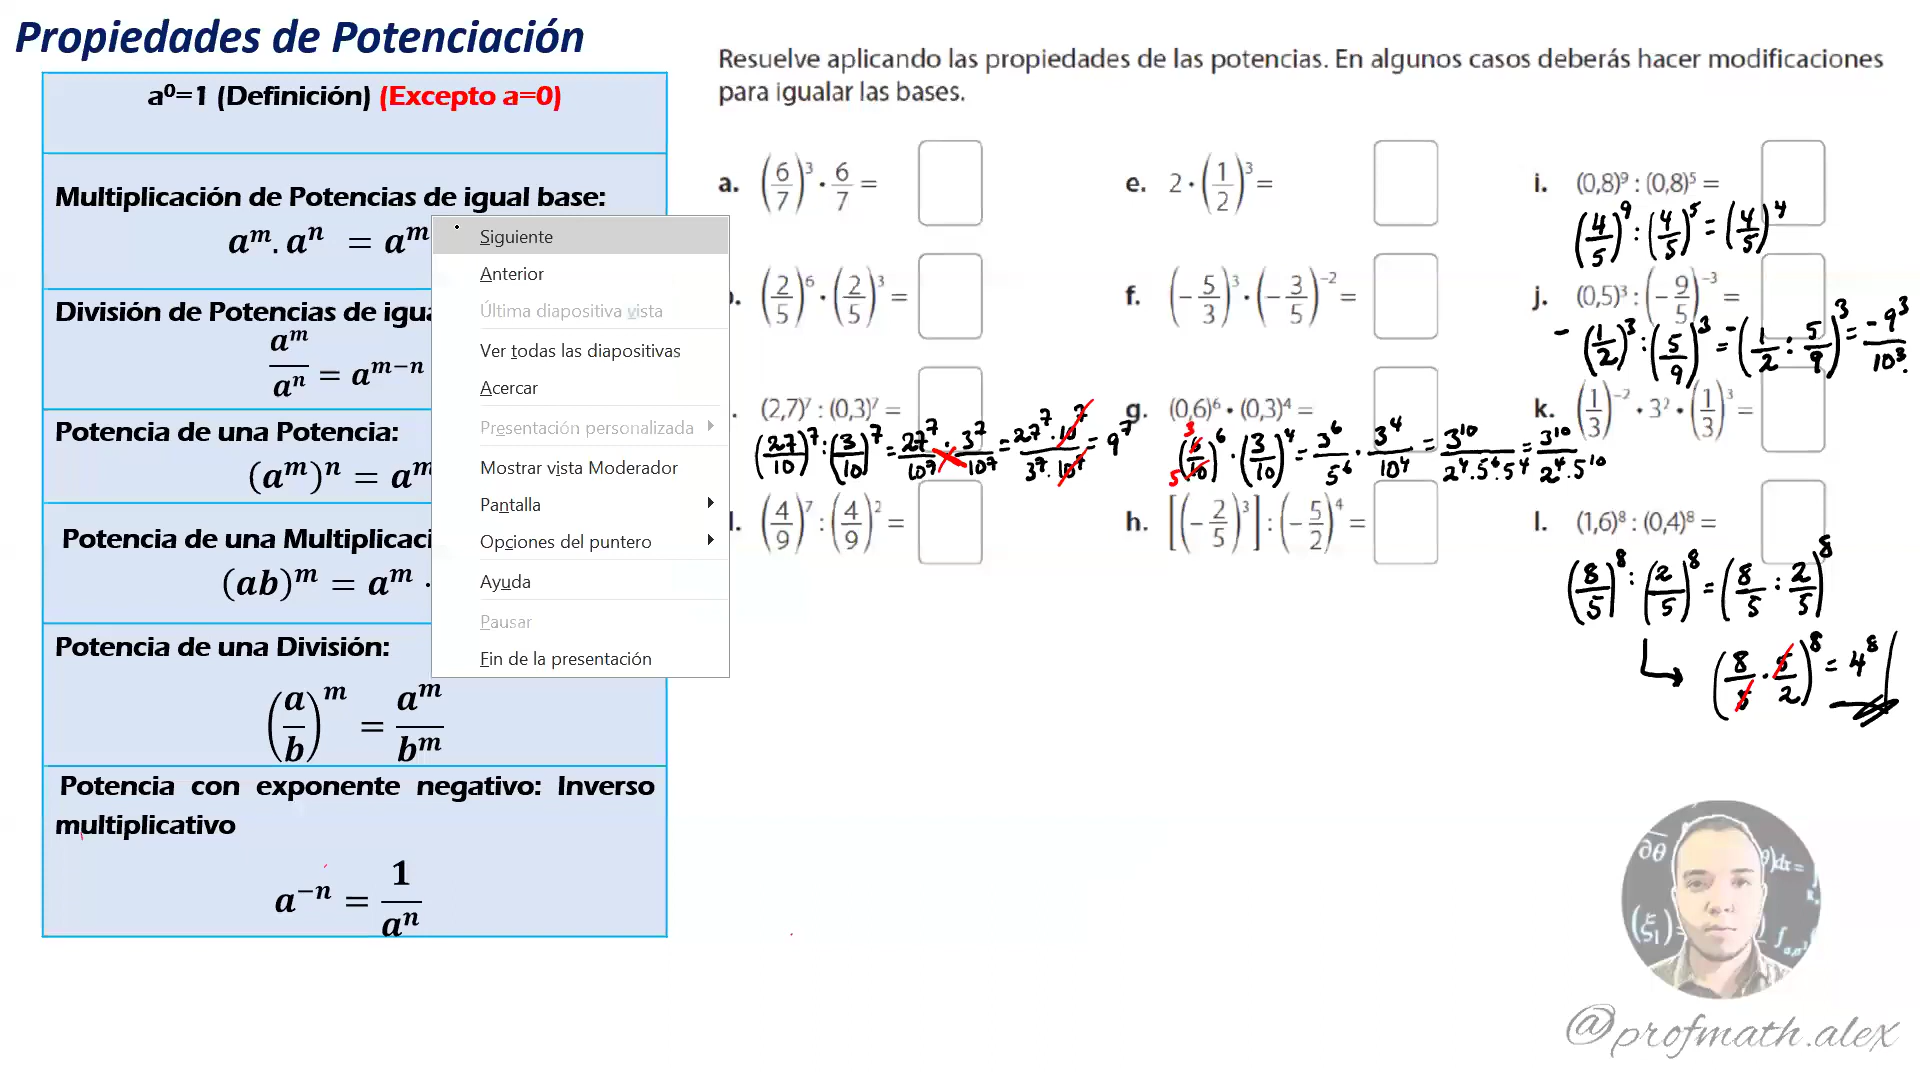 Propiedades de Potenciación
a⁰=1 (Definición) (Excepto a=0)
Multiplicación de Potencias de igual base:
aᵐ. aⁿ = aᵐ
División de Potencias de igua
aᵐ/aⁿ = aᵐ⁻ⁿ
Potencia de una Potencia:
(aᵐ)ⁿ = aᵐ
Potencia de una Multiplicaci
(ab)ᵐ = aᵐ ·
Potencia de una División:
(a/b)ᵐ = aᵐ/bᵐ
Potencia con exponente negativo: Inverso
multiplicativo
a⁻ⁿ = 1/aⁿ
Siguiente
Anterior
Última diapositiva vista
Ver todas las diapositivas
Acercar
Presentación personalizada
Mostrar vista Moderador
Pantalla
Opciones del puntero
Ayuda
Pausar
Fin de la presentación
Resuelve aplicando las propiedades de las potencias. En algunos casos deberás hacer modificaciones
para igualar las bases.
a. (6/7)³ · 6/7 =
(2/5)⁶ · (2/5)³ =
(2,7)⁷ : (0,3)⁷ =
(27/10)⁷ : (3/10)⁷ = 27⁷/10⁷ : 3⁷/10⁷ = 27⁷·10⁷/3⁷·10⁷ = 9⁷
(4/9)⁷ : (4/9)² =
e. 2 · (1/2)³ =
f. (-5/3)³ · (-3/5)⁻² =
g. (0,6)⁶ · (0,3)⁴ =
3 5 (6/10)⁶ · (3/10)⁴ = 3⁶/5⁶ · 3⁴/10⁴ = 3¹⁰/2⁴·5⁶·5⁴ = 3¹⁰/2⁴·5¹⁰
h. [(-2/5)³] : (-5/2)⁴ =
i. (0,8)⁹ : (0,8)⁵ =
(4/5)⁹ : (4/5)⁵ = (4/5)⁴
j. (0,5)³ : (-9/5)⁻³ =
- (1/2)³ : (5/9)³ = -(1/2 : 5/9)³ = -9³/10³.
k. (1/3)⁻² · 3² · (1/3)³ =
l. (1,6)⁸ : (0,4)⁸ =
(8/5)⁸ : (2/5)⁸ = (8/5 : 2/5)⁸
(8/5 · 5/2)⁸ = 4⁸
@profmath.alex